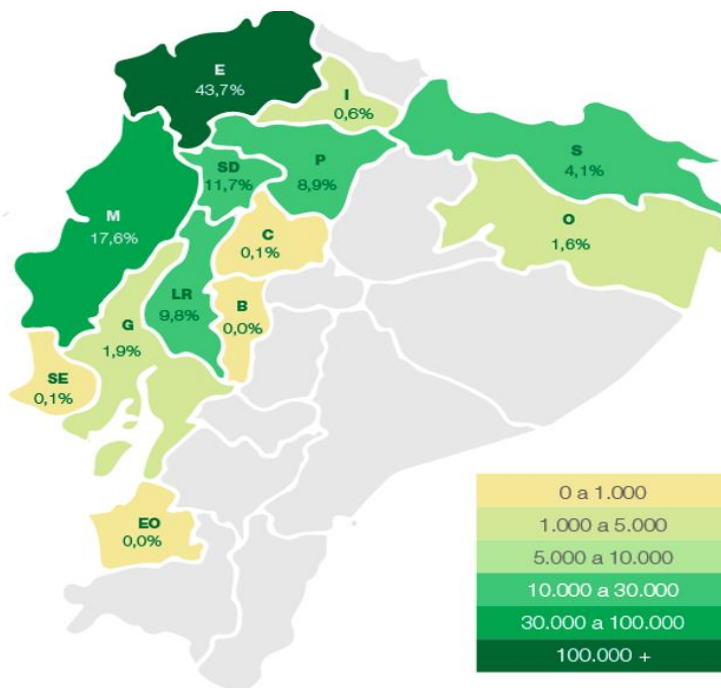 E
43,7%
I
0,6%
S
4,1%
P
8,9%
SD
11,7%
M
17,6%
O
1,6%
C
0,1%
LR
9,8%
B
0,0%
G
1,9%
SE
0,1%
EO
0,0%
0 a 1.000
1.000 a 5.000
5.000 a 10.000
10.000 a 30.000
30.000 a 100.000
100.000 +